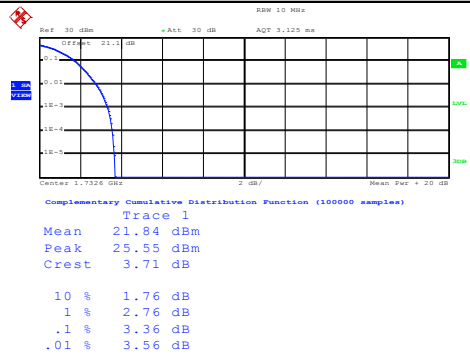 RBW 10 MHz
Ref 30 dBm Att 30 dB AQT 3.125 ms
Offset 21.1 dB
0.1
A
0.01
1 SA
VIEW
1E-3
LVL
1E-4
1E-5
3DB
Center 1.7326 GHz 2 dB/ Mean Pwr + 20 dB
Complementary Cumulative Distribution Function (100000 samples)
Trace 1
Mean 21.84 dBm
Peak 25.55 dBm
Crest 3.71 dB
10 % 1.76 dB
1 % 2.76 dB
.1 % 3.36 dB
.01 % 3.56 dB